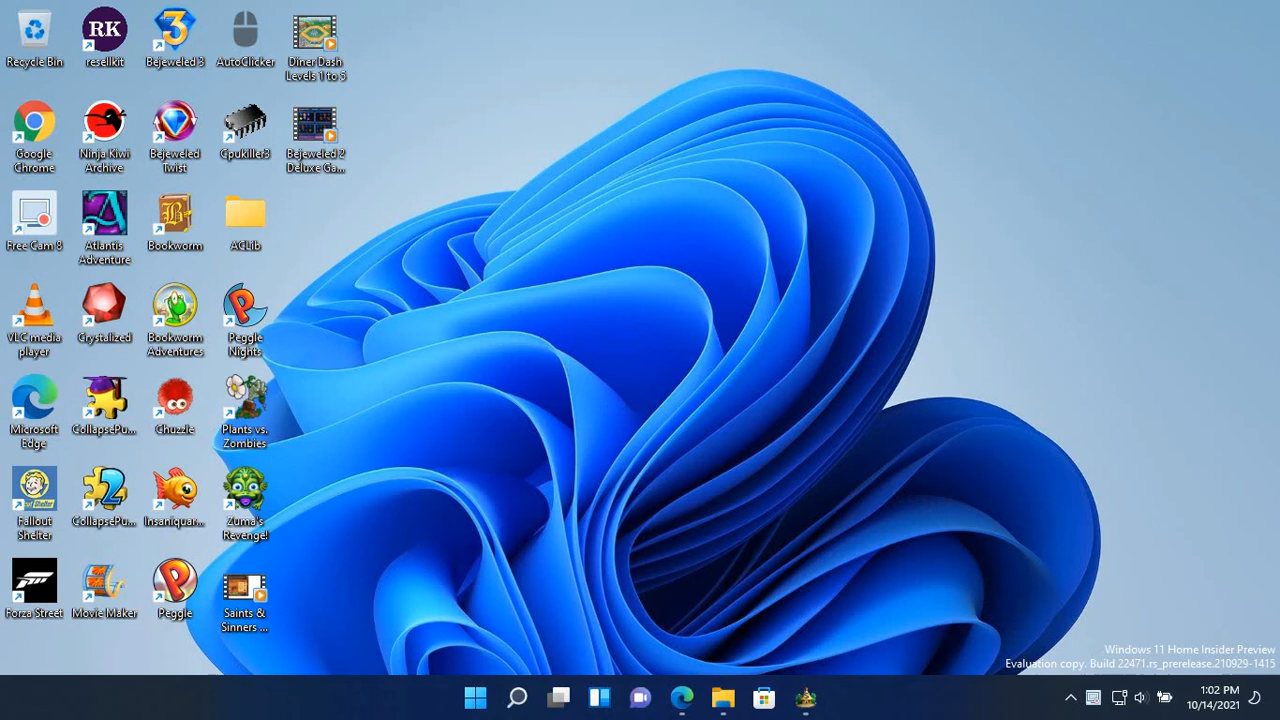 Recycle Bin
RK
resellkit
3
Bejeweled 3
AutoClicker
Diner Dash
Levels 1 to 5
Google
Chrome
Ninja Kiwi
Archive
Bejeweled
Twist
Cpukiller3
Bejeweled 2
Deluxe Ga...
Free Cam 8
Atlantis
Adventure
Bookworm
ACLib
VLC media
player
Crystalized
Bookworm
Adventures
Peggle
Nights
Microsoft
Edge
CollapsePu...
Chuzzle
Plants vs.
Zombies
Fallout
Shelter
2
CollapsePu...
Insaniquar...
Zuma's
Revenge!
Forza Street
Movie Maker
Peggle
Saints &
Sinners ...
Windows 11 Home Insider Preview
Evaluation copy. Build 22471.rs_prerelease.210929-1415
1:02 PM
10/14/2021